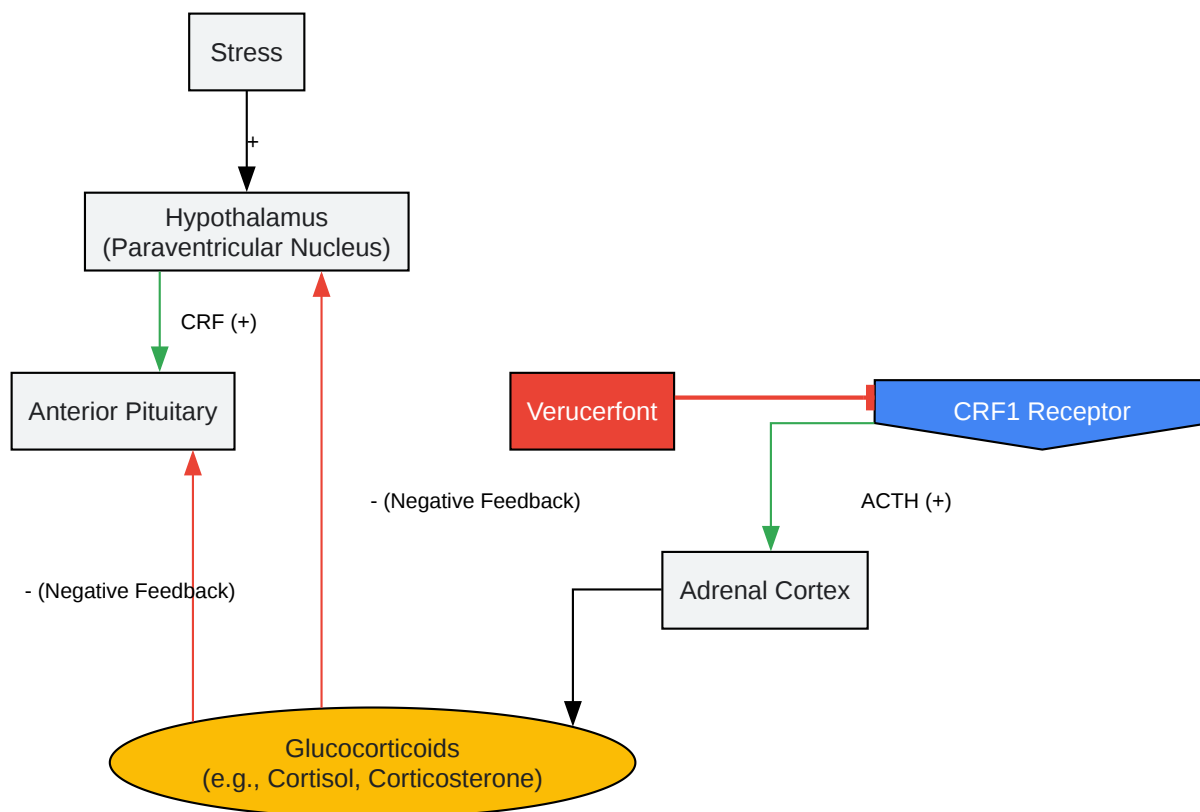 Stress
+
Hypothalamus
(Paraventricular Nucleus)
CRF (+)
Anterior Pituitary
Verucerfont
CRF1 Receptor
- (Negative Feedback)
ACTH (+)
- (Negative Feedback)
Adrenal Cortex
Glucocorticoids
(e.g., Cortisol, Corticosterone)